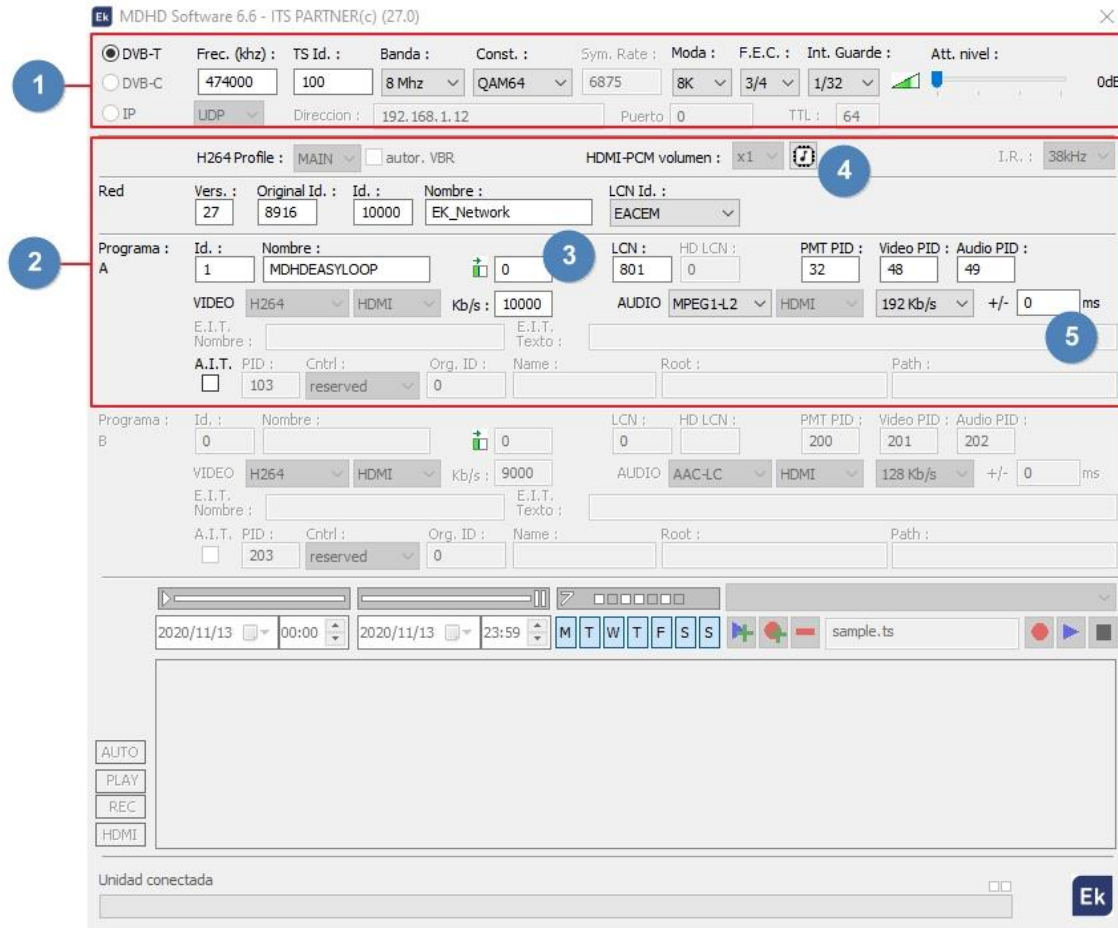 Ek MDHD Software 6.6 - ITS PARTNER(c) (27.0)
DVB-T Frec. (khz) : TS Id. : Banda : Const. : Sym. Rate : Moda : F.E.C. : Int. Guarde : Att. nivel :
1
474000 100 8 Mhz QAM64 6875 8K 3/4 1/32 0dB
DVB-C
IP UDP Direccion : 192.168.1.12 Puerto 0 TTL : 64
H264 Profile : MAIN autor. VBR HDMI-PCM volumen : x1 I.R. : 38kHz
4
Red Vers. : Original Id. : Id. : Nombre : LCN Id. :
27 8916 10000 EK_Network EACEM
2
Programa : Id. : Nombre : LCN : HD LCN : PMT PID : Video PID : Audio PID :
3
A 1 MDHDEASYLOOP 0 801 0 32 48 49
VIDEO H264 HDMI Kb/s : 10000 AUDIO MPEG1-L2 HDMI 192 Kb/s +/- 0 ms
5
E.I.T. Nombre : E.I.T. Texto :
A.I.T. PID : Cntrl : Org. ID : Name : Root : Path :
103 reserved 0
Programa : Id. : Nombre : LCN : HD LCN : PMT PID : Video PID : Audio PID :
B 0 0 0 200 201 202
VIDEO H264 HDMI Kb/s : 9000 AUDIO AAC-LC HDMI 128 Kb/s +/- 0 ms
E.I.T. Nombre : E.I.T. Texto :
A.I.T. PID : Cntrl : Org. ID : Name : Root : Path :
203 reserved 0
2020/11/13 00:00 2020/11/13 23:59 M T W T F S S sample.ts
AUTO
PLAY
REC
HDMI
Unidad conectada
Ek